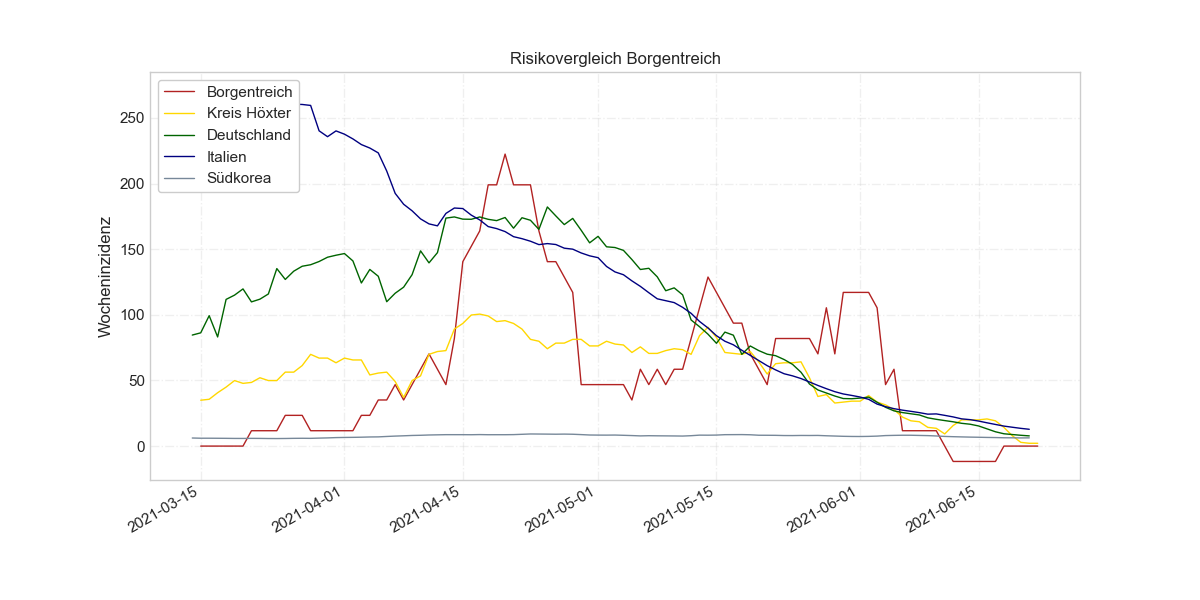 Risikovergleich Borgentreich
Borgentreich
Kreis Höxter
Deutschland
Italien
Südkorea
Wocheninzidenz
250
200
150
100
50
0
2021-03-15
2021-04-01
2021-04-15
2021-05-01
2021-05-15
2021-06-01
2021-06-15